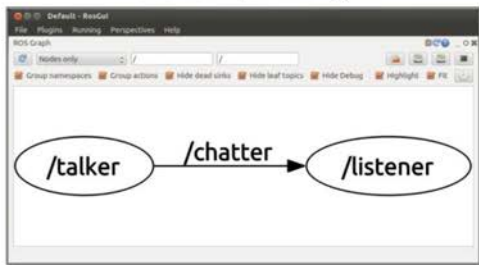 Default - RosGui
File Plugins Running Perspectives Help
ROS Graph
Nodes only / /
Group namespaces Group actions Hide dead sinks Hide leaf topics Hide Debug Highlight Fit
/talker /chatter /listener